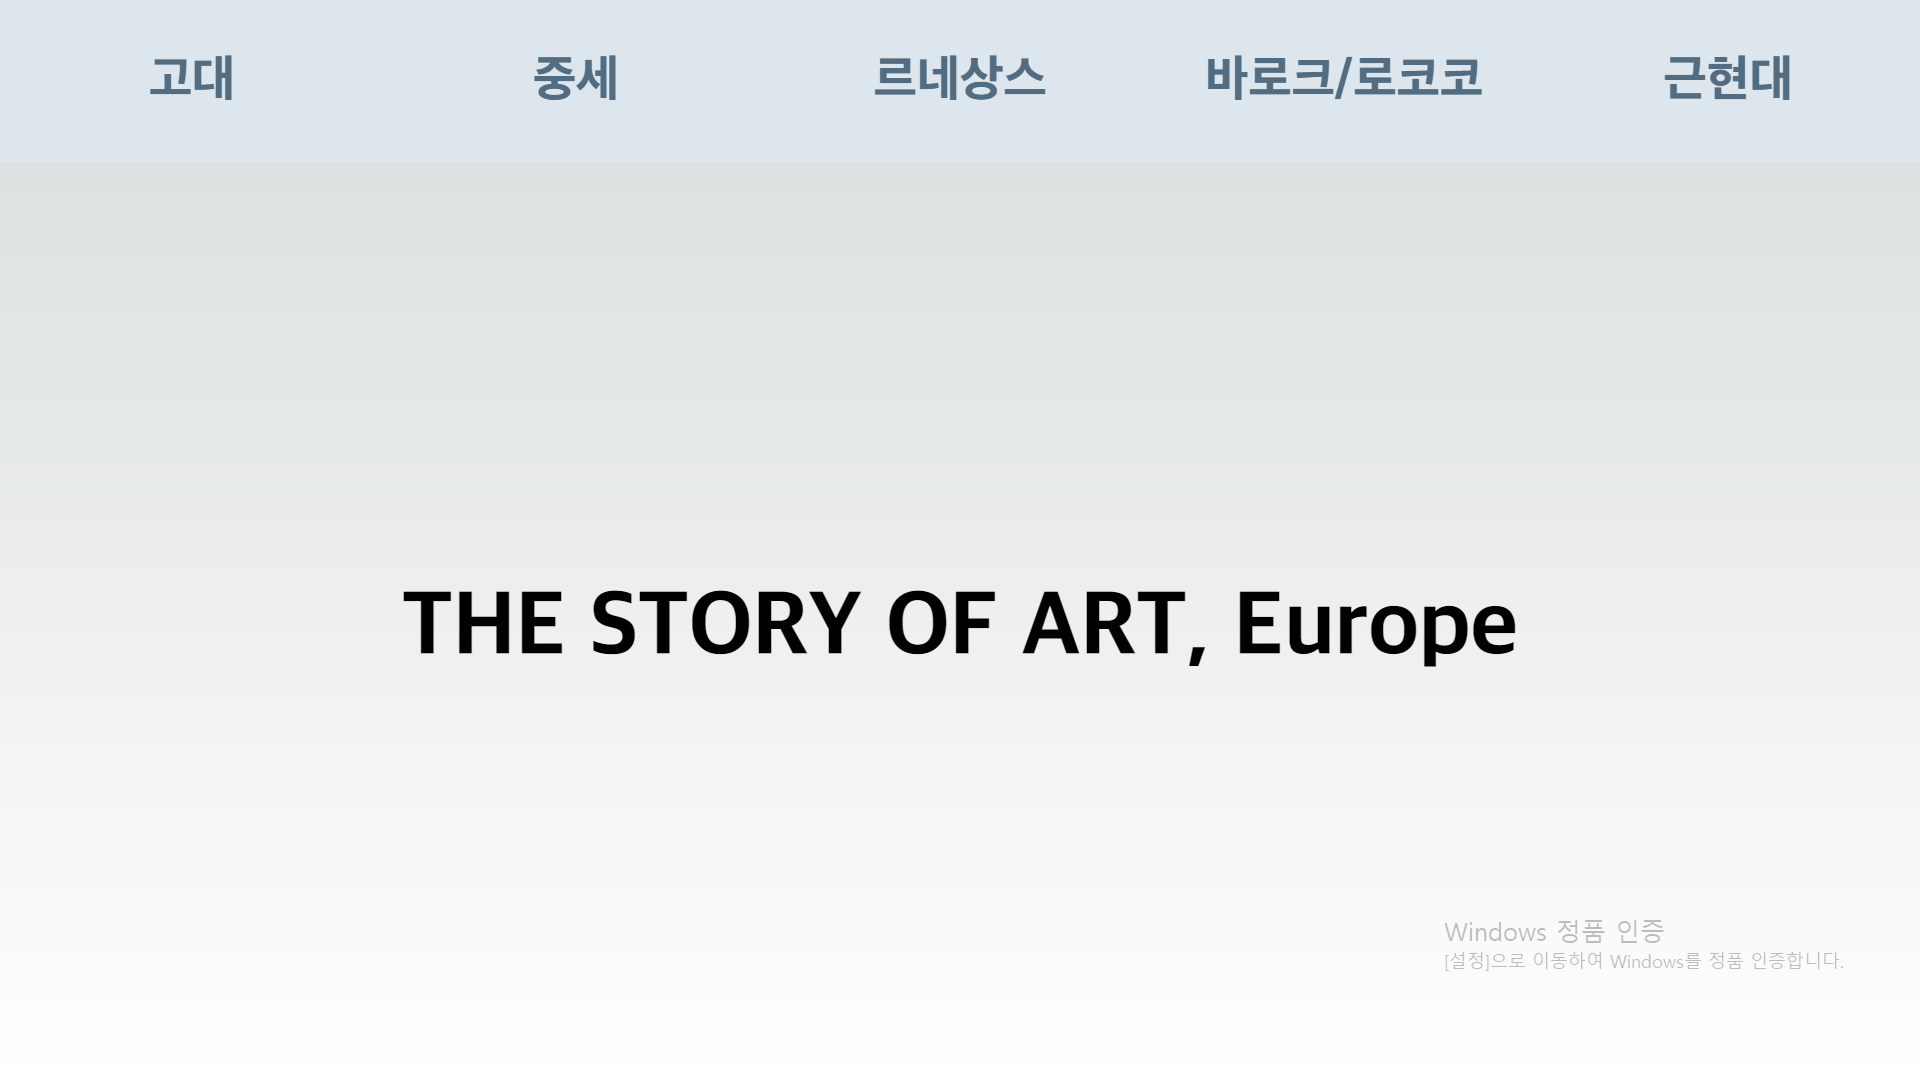 고대 중세 르네상스 바로크/로코코 근현대
THE STORY OF ART, Europe
Windows 정품 인증
[설정]으로 이동하여 Windows를 정품 인증합니다.